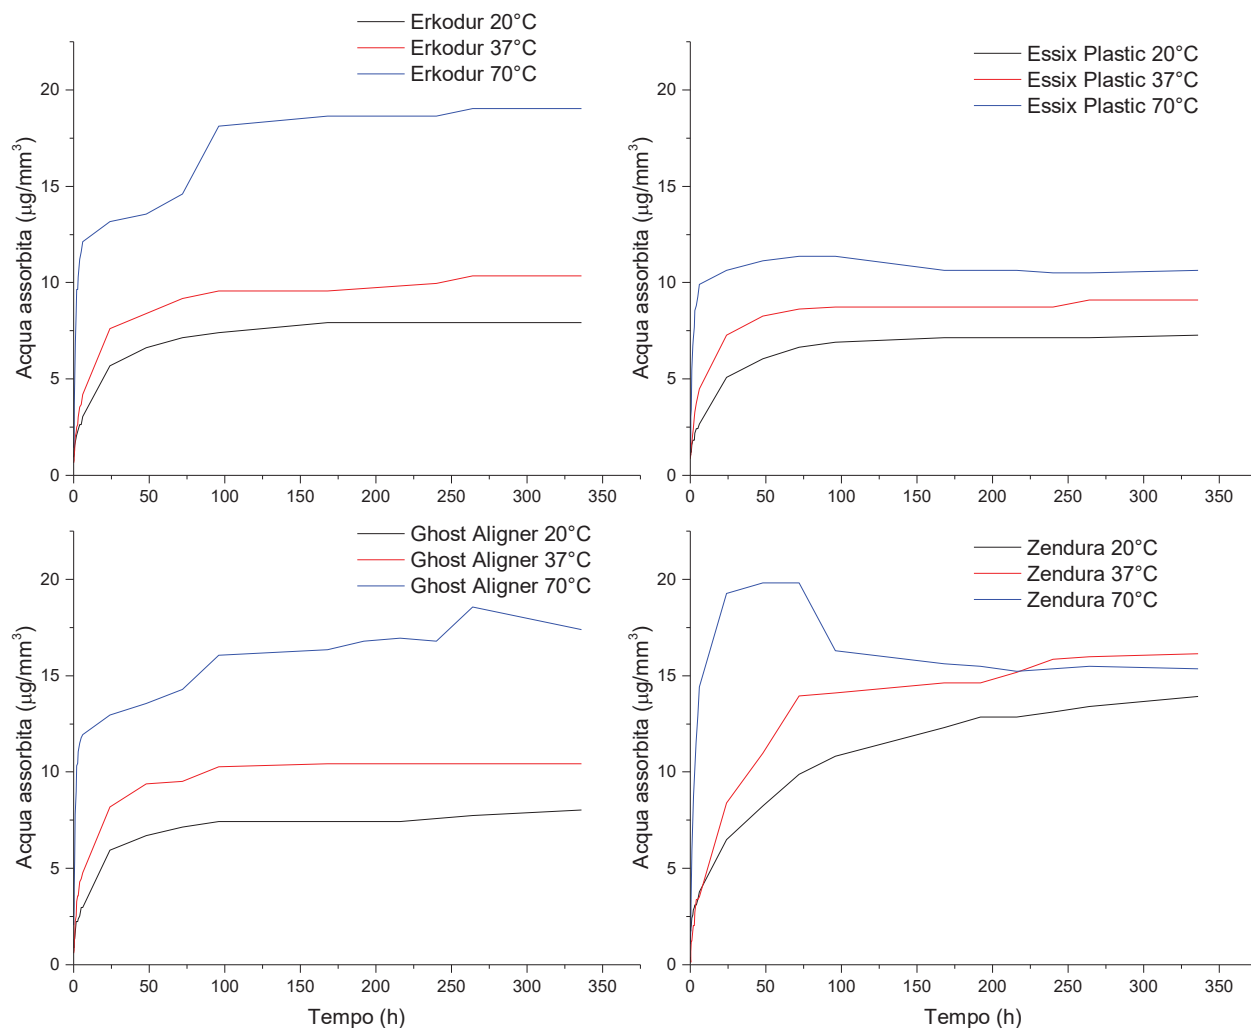 Erkodur 20°C
Erkodur 37°C
Erkodur 70°C
Acqua assorbita (μg/mm³)
20
15
10
5
0
0 50 100 150 200 250 300 350
Essix Plastic 20°C
Essix Plastic 37°C
Essix Plastic 70°C
Acqua assorbita (μg/mm³)
20
15
10
5
0
0 50 100 150 200 250 300 350
Ghost Aligner 20°C
Ghost Aligner 37°C
Ghost Aligner 70°C
Acqua assorbita (μg/mm³)
20
15
10
5
0
0 50 100 150 200 250 300 350
Tempo (h)
Zendura 20°C
Zendura 37°C
Zendura 70°C
Acqua assorbita (μg/mm³)
20
15
10
5
0
0 50 100 150 200 250 300 350
Tempo (h)